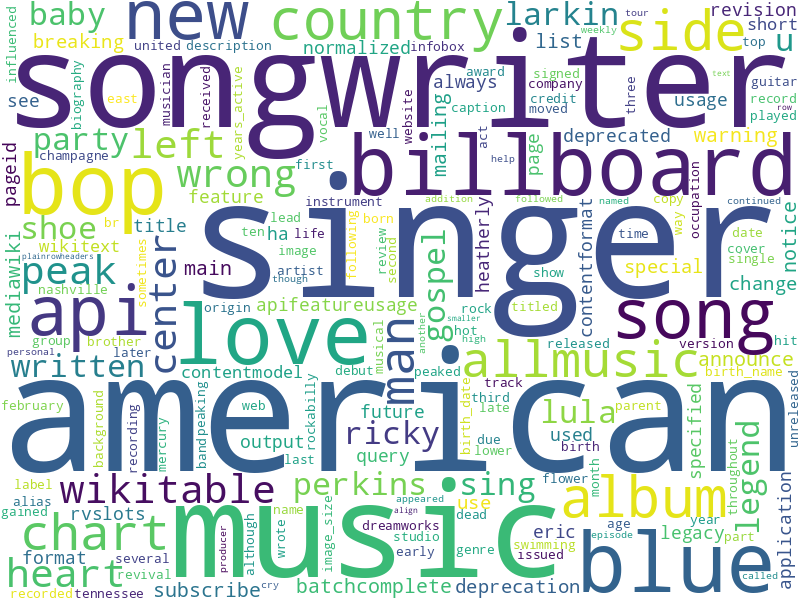 influenced baby new country larkin revision
breaking united description infobox list side short
songwriter
weekly tour top u
see biography musician received years_active normalized always award signed company moved credit three usage guitar record
east vocal website caption text row played
pageid party left billboard deprecated warning
champagne wrong first well mailing act help page
bop feature instrument addition followed named copy occupation continued
shoe br title lead following born singer heatherly contentformat way date notice
mediawiki wikitext ha ten life review second gospel time cover single
plainrowheaders peak center main image though artist show special change
nashville sometimes origin apifeatureusage rock titled
api love man another hot song
group brother musical smaller high released version hit
personal later written debut peaked allmusic announce
contentmodel track birth_name unreleased
february american web rockabilly future birth_date third late lula specified parent
background recording mercury bandpeaking output ricky due used throughout
last query lower birth month flower legend
label wikitable perkins sing album application
alias rvslots name appeared use dead
gained chart music align image_size dreamworks eric age year part
format several producer although wrote studio issued swimming episode legacy called
heart revival early genre blue
recorded tennessee subscribe cry batchcomplete deprecation